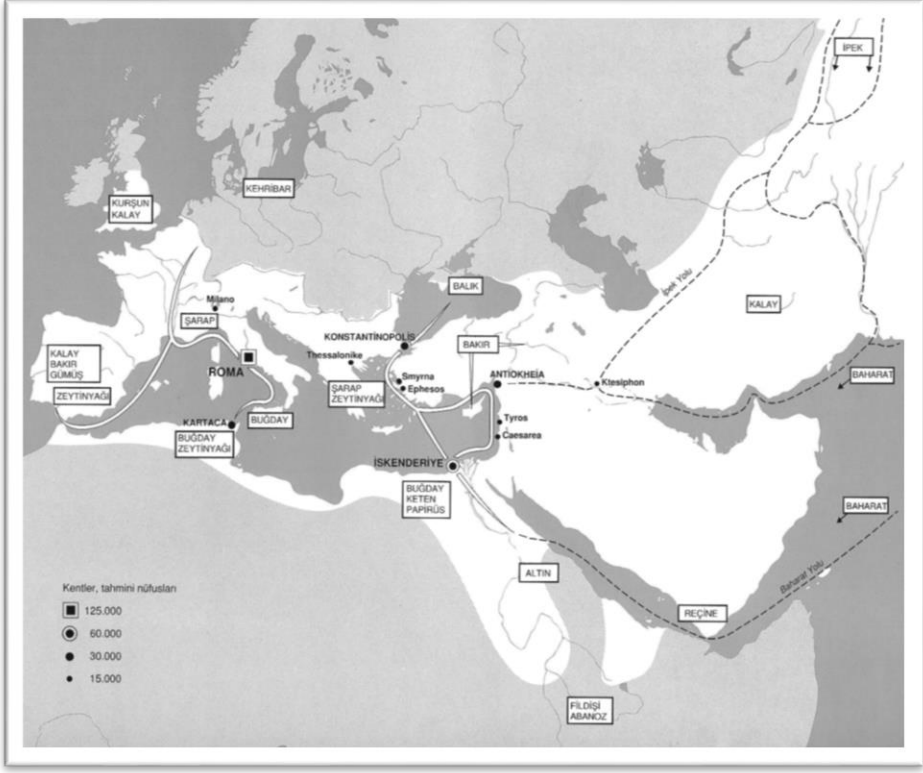 İPEK
KEHRİBAR
KURŞUN
KALAY
BALIK
İpek Yolu
Milano
ŞARAP
KALAY
KONSTANTİNOPOLİS
BAKIR
Thessalonike
KALAY
BAKIR
GÜMÜŞ
ROMA
Smyrna
Ephesos
ANTİOKHEİA
Ktesiphon
BAHARAT
ŞARAP
ZEYTİNYAĞI
ZEYTİNYAĞI
KARTACA
BUĞDAY
Tyros
BUĞDAY
ZEYTİNYAĞI
Caesarea
İSKENDERİYE
BUĞDAY
KETEN
PAPİRÜS
BAHARAT
ALTIN
Baharat Yolu
REÇİNE
FİLDİŞİ
ABANOZ
Kentler, tahmini nüfusları
125.000
60.000
30.000
15.000